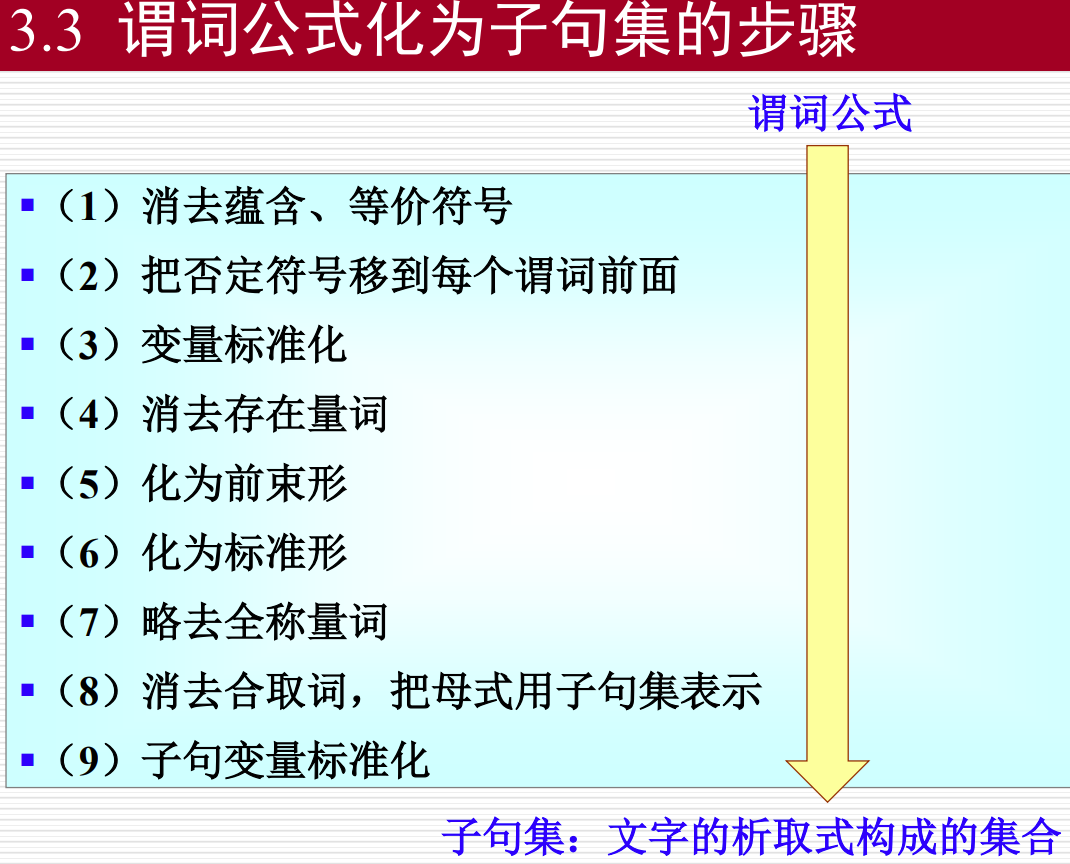 3.3 谓词公式化为子句集的步骤
谓词公式
（1）消去蕴含、等价符号
（2）把否定符号移到每个谓词前面
（3）变量标准化
（4）消去存在量词
（5）化为前束形
（6）化为标准形
（7）略去全称量词
（8）消去合取词，把母式用子句集表示
（9）子句变量标准化
子句集：文字的析取式构成的集合